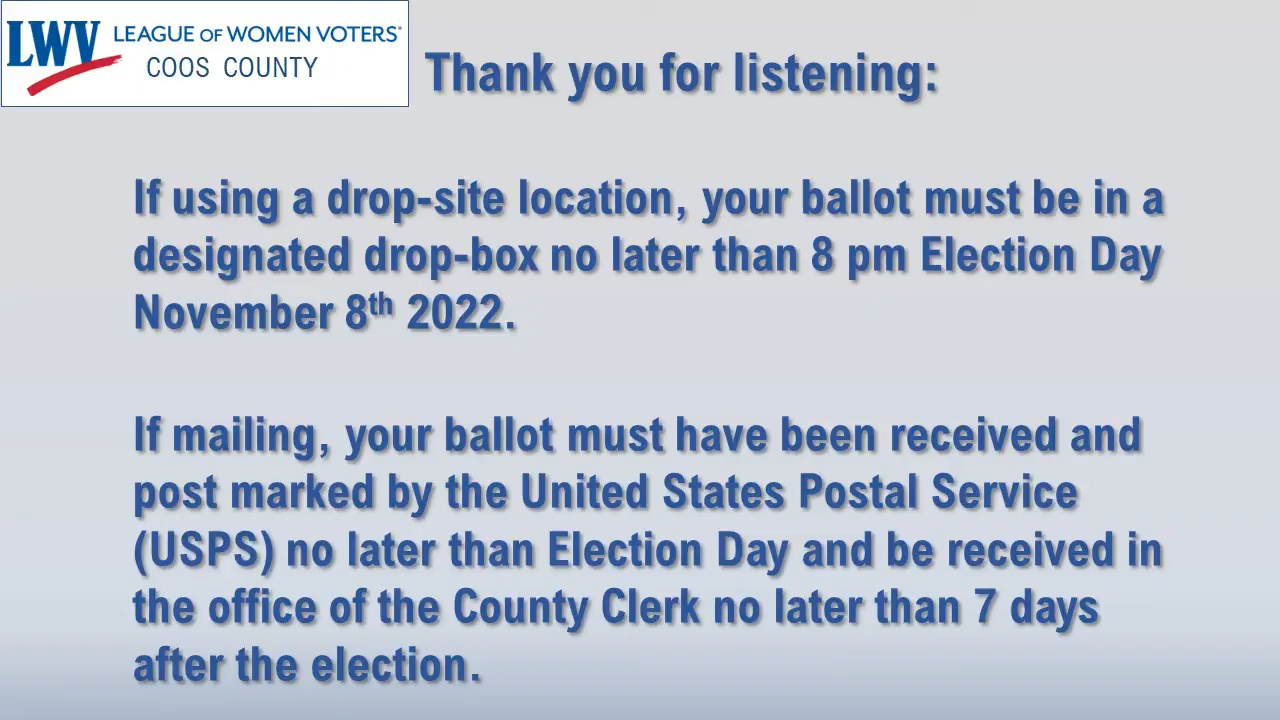 LWV LEAGUE OF WOMEN VOTERS®
COOS COUNTY
Thank you for listening:
If using a drop-site location, your ballot must be in a
designated drop-box no later than 8 pm Election Day
November 8th 2022.
If mailing, your ballot must have been received and
post marked by the United States Postal Service
(USPS) no later than Election Day and be received in
the office of the County Clerk no later than 7 days
after the election.